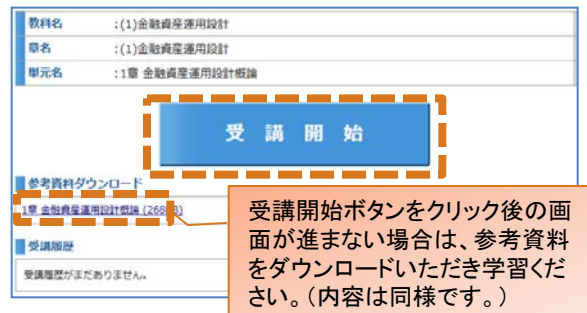 教科名 :(1)金融資産運用設計
章名 :(1)金融資産運用設計
単元名 :1章 金融資産運用設計概論
受 講 開 始
参考資料ダウンロード
1章 金融資産運用設計概論
受講開始ボタンをクリック後の画
面が進まない場合は、参考資料
をダウンロードいただき学習くだ
さい。（内容は同様です。）
受講履歴
受講履歴がまだありません。